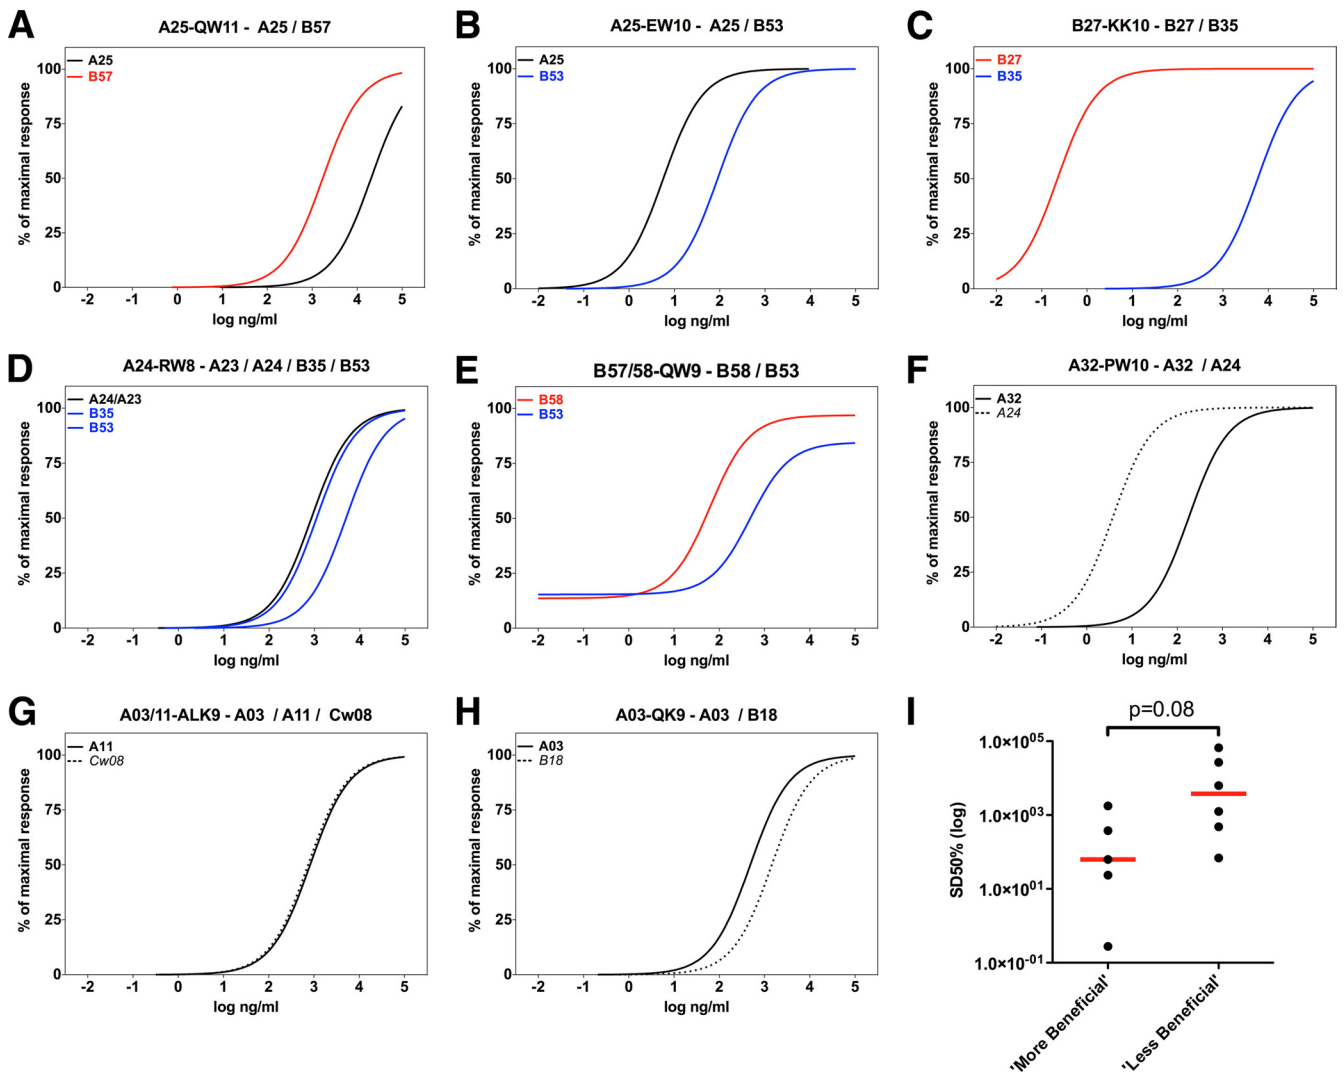 A
A25-QW11 - A25 / B57
A25
B57
% of maximal response
100
75
50
25
0
-2 -1 0 1 2 3 4 5
log ng/ml
B
A25-EW10 - A25 / B53
A25
B53
% of maximal response
100
75
50
25
0
-2 -1 0 1 2 3 4 5
log ng/ml
C
B27-KK10 - B27 / B35
B27
B35
% of maximal response
100
75
50
25
0
-2 -1 0 1 2 3 4 5
log ng/ml
D
A24-RW8 - A23 / A24 / B35 / B53
A24/A23
B35
B53
% of maximal response
100
75
50
25
0
-2 -1 0 1 2 3 4 5
log ng/ml
E
B57/58-QW9 - B58 / B53
B58
B53
% of maximal response
100
75
50
25
0
-2 -1 0 1 2 3 4 5
log ng/ml
F
A32-PW10 - A32 / A24
A32
A24
% of maximal response
100
75
50
25
0
-2 -1 0 1 2 3 4 5
log ng/ml
G
A03/11-ALK9 - A03 / A11 / Cw08
A11
Cw08
% of maximal response
100
75
50
25
0
-2 -1 0 1 2 3 4 5
log ng/ml
H
A03-QK9 - A03 / B18
A03
B18
% of maximal response
100
75
50
25
0
-2 -1 0 1 2 3 4 5
log ng/ml
I
p=0.08
SD50% (log)
1.0×10⁰⁵
1.0×10⁰³
1.0×10⁰¹
1.0×10⁻⁰¹
'More Beneficial'
'Less Beneficial'